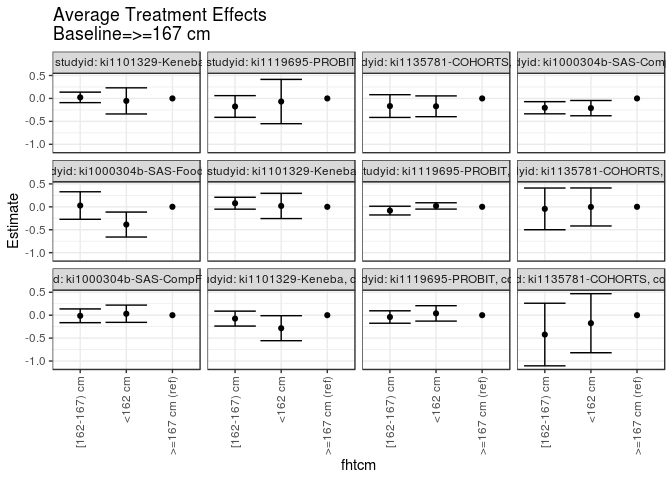 Average Treatment Effects
Baseline=>=167 cm
studyid: ki1101329-Keneba
studyid: ki1119695-PROBIT
dyid: ki1135781-COHORTS,
dyid: ki1000304b-SAS-Com
0.5
0.0
-0.5
-1.0
dyid: ki1000304b-SAS-Food
studyid: ki1101329-Keneba
studyid: ki1119695-PROBIT,
yid: ki1135781-COHORTS,
0.5
0.0
-0.5
-1.0
d: ki1000304b-SAS-CompF
udyid: ki1101329-Keneba, c
dyid: ki1119695-PROBIT, co
d: ki1135781-COHORTS, co
0.5
0.0
-0.5
-1.0
Estimate
[162-167) cm
<162 cm
>=167 cm (ref)
[162-167) cm
<162 cm
>=167 cm (ref)
[162-167) cm
<162 cm
>=167 cm (ref)
[162-167) cm
<162 cm
>=167 cm (ref)
fhtcm